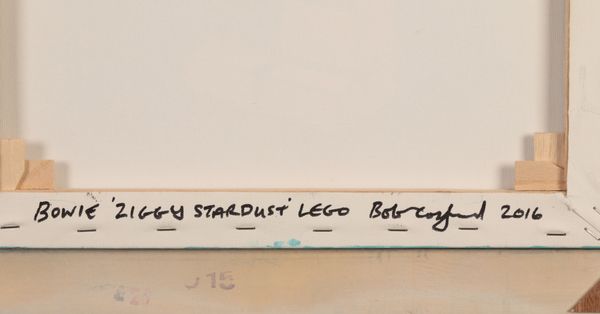 BOWIE 'ZIGGY STARDUST' LEGO Bob 2016
J15